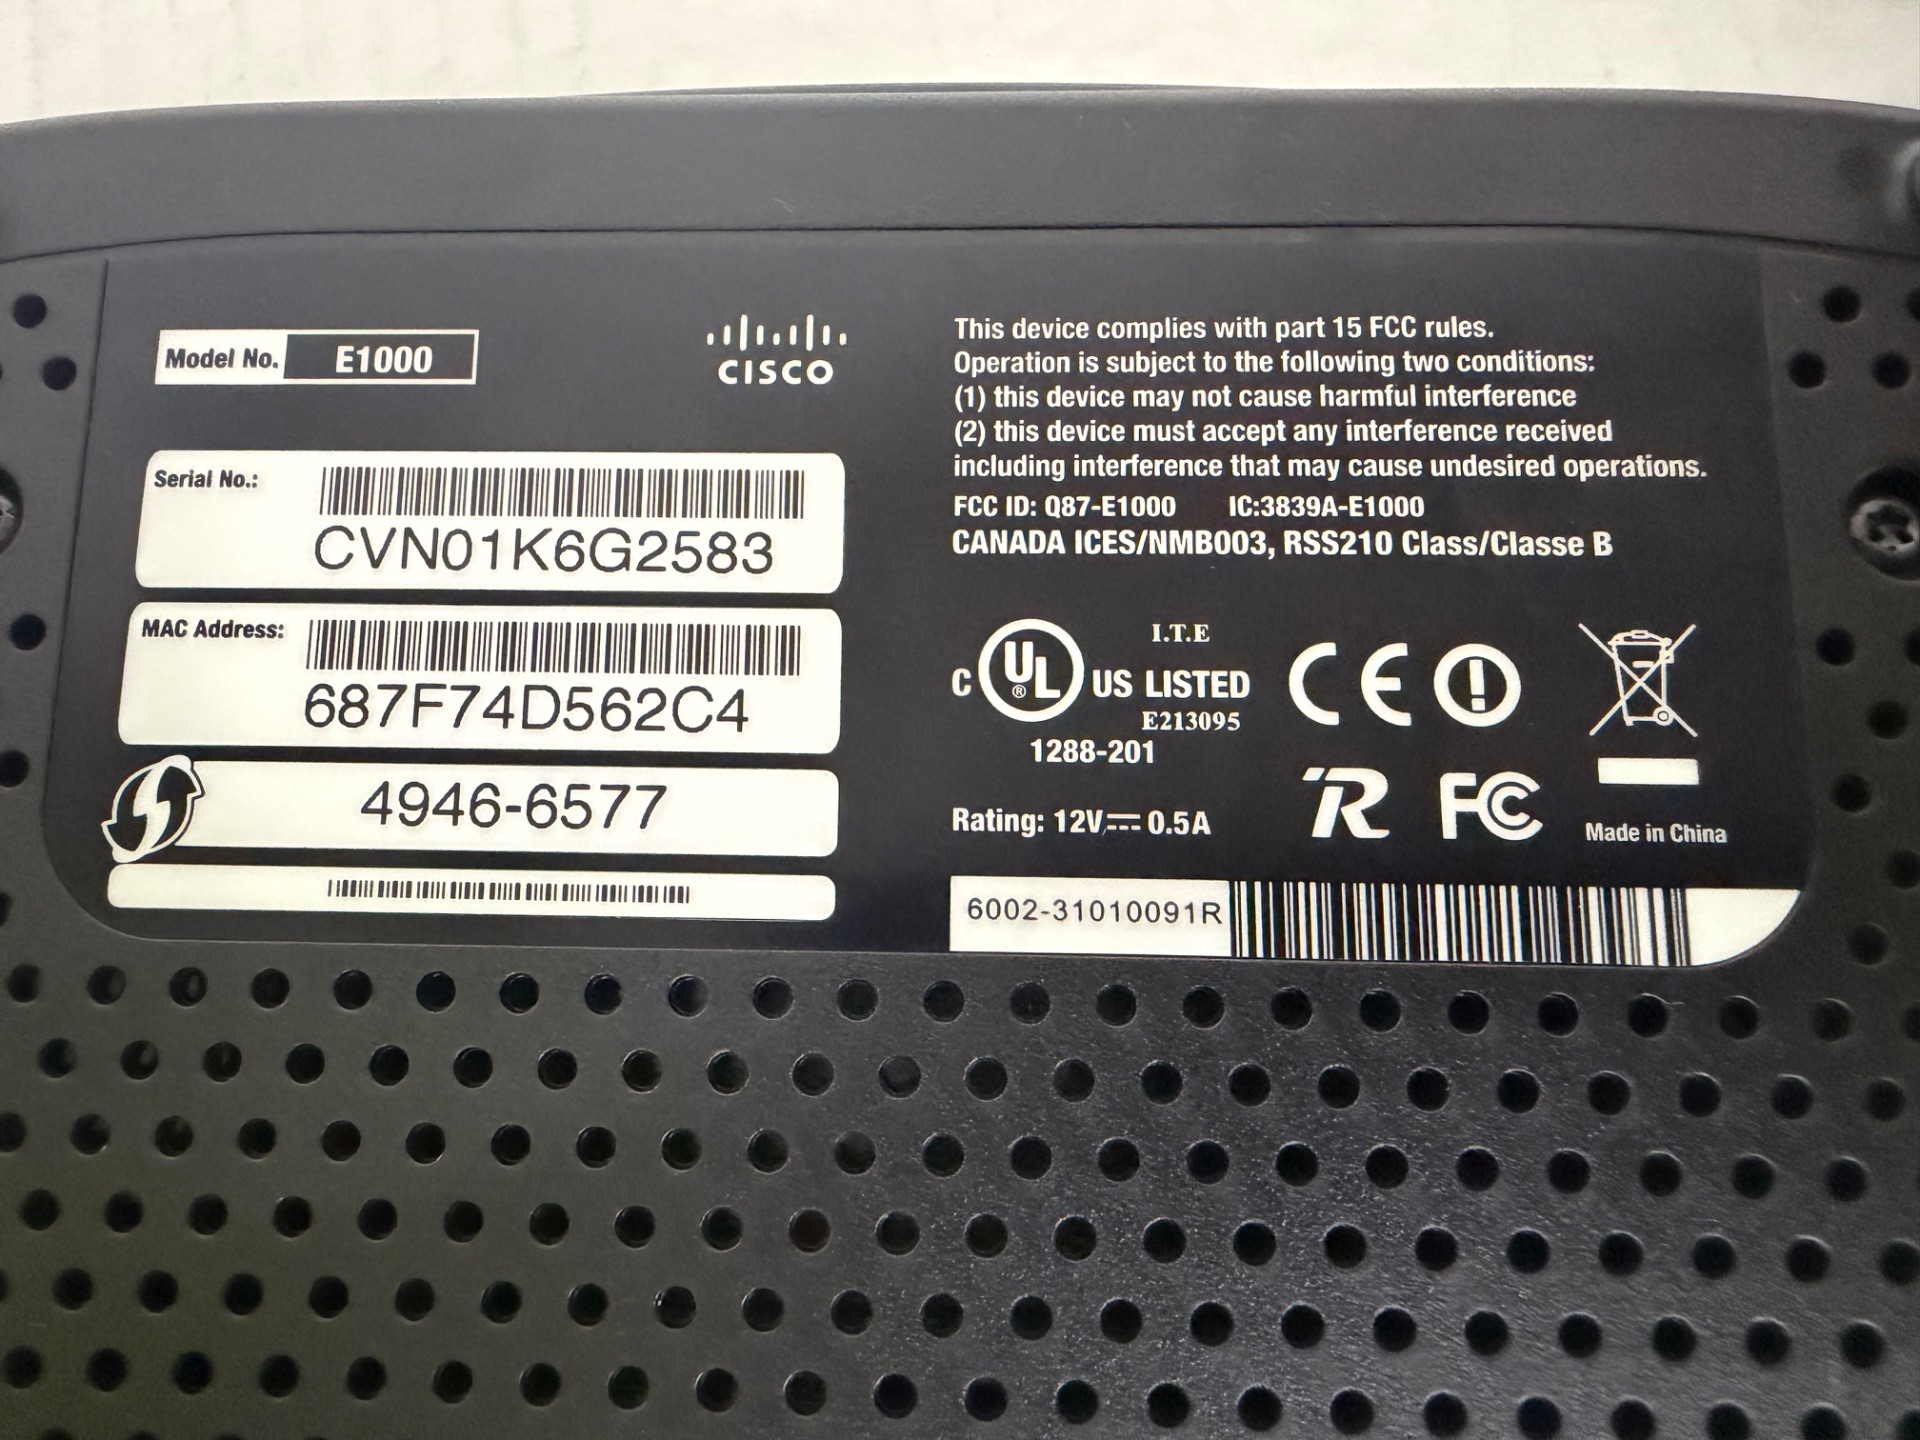 Model No. E1000
CISCO
Serial No.:
CVN01K6G2583
MAC Address:
687F74D562C4
4946-6577
This device complies with part 15 FCC rules.
Operation is subject to the following two conditions:
(1) this device may not cause harmful interference
(2) this device must accept any interference received
including interference that may cause undesired operations.
FCC ID: Q87-E1000 IC:3839A-E1000
CANADA ICES/NMB003, RSS210 Class/Classe B
I.T.E
C UL ® US LISTED
E213095
1288-201
CE
Rating: 12V⎓0.5A
R FC
Made in China
6002-31010091R